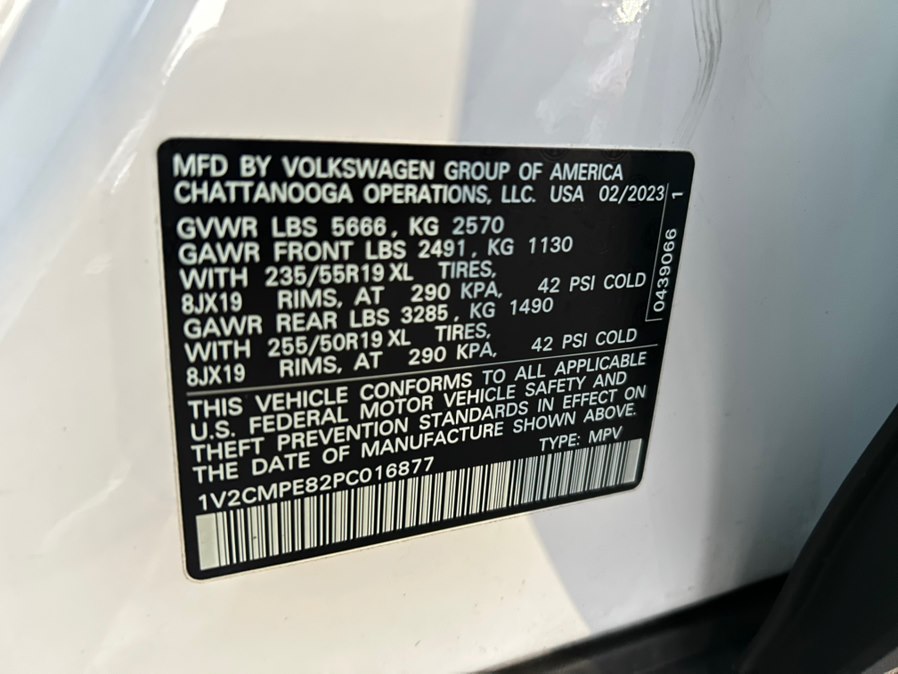 MFD BY VOLKSWAGEN GROUP OF AMERICA
CHATTANOOGA OPERATIONS, LLC. USA 02/2023
GVWR LBS 5666, KG 2570
GAWR FRONT LBS 2491, KG 1130
WITH 235/55R19 XL TIRES,
8JX19 RIMS, AT 290 KPA, 42 PSI COLD
GAWR REAR LBS 3285, KG 1490
WITH 255/50R19 XL TIRES,
8JX19 RIMS, AT 290 KPA, 42 PSI COLD
THIS VEHICLE CONFORMS TO ALL APPLICABLE
U.S. FEDERAL MOTOR VEHICLE SAFETY AND
THEFT PREVENTION STANDARDS IN EFFECT ON
THE DATE OF MANUFACTURE SHOWN ABOVE.
1V2CMPE82PC016877 TYPE: MPV
0439066 1